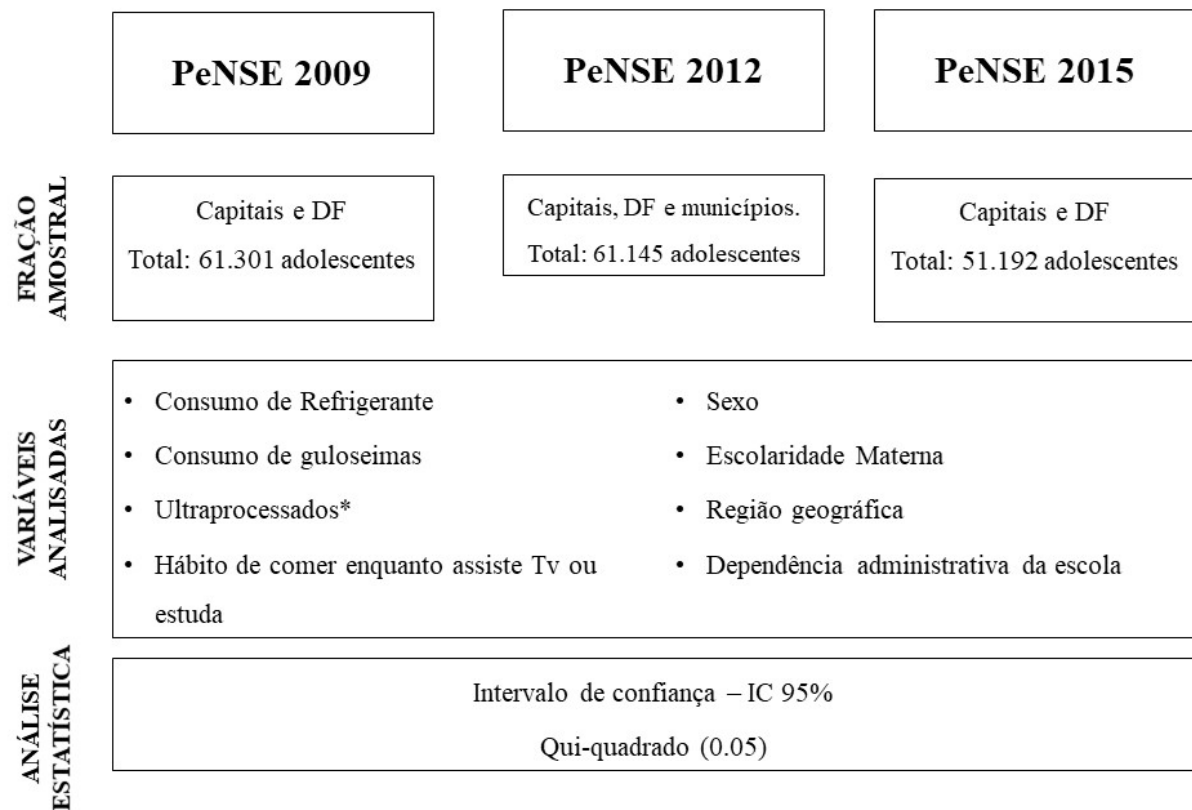 PeNSE 2009
PeNSE 2012
PeNSE 2015
FRAÇÃO
AMOSTRAL
Capitais e DF
Total: 61.301 adolescentes
Capitais, DF e municípios.
Total: 61.145 adolescentes
Capitais e DF
Total: 51.192 adolescentes
VARIÁVEIS
ANALISADAS
• Consumo de Refrigerante
• Consumo de guloseimas
• Ultraprocessados*
• Hábito de comer enquanto assiste Tv ou
estuda
• Sexo
• Escolaridade Materna
• Região geográfica
• Dependência administrativa da escola
ANÁLISE
ESTATÍSTICA
Intervalo de confiança – IC 95%
Qui-quadrado (0.05)